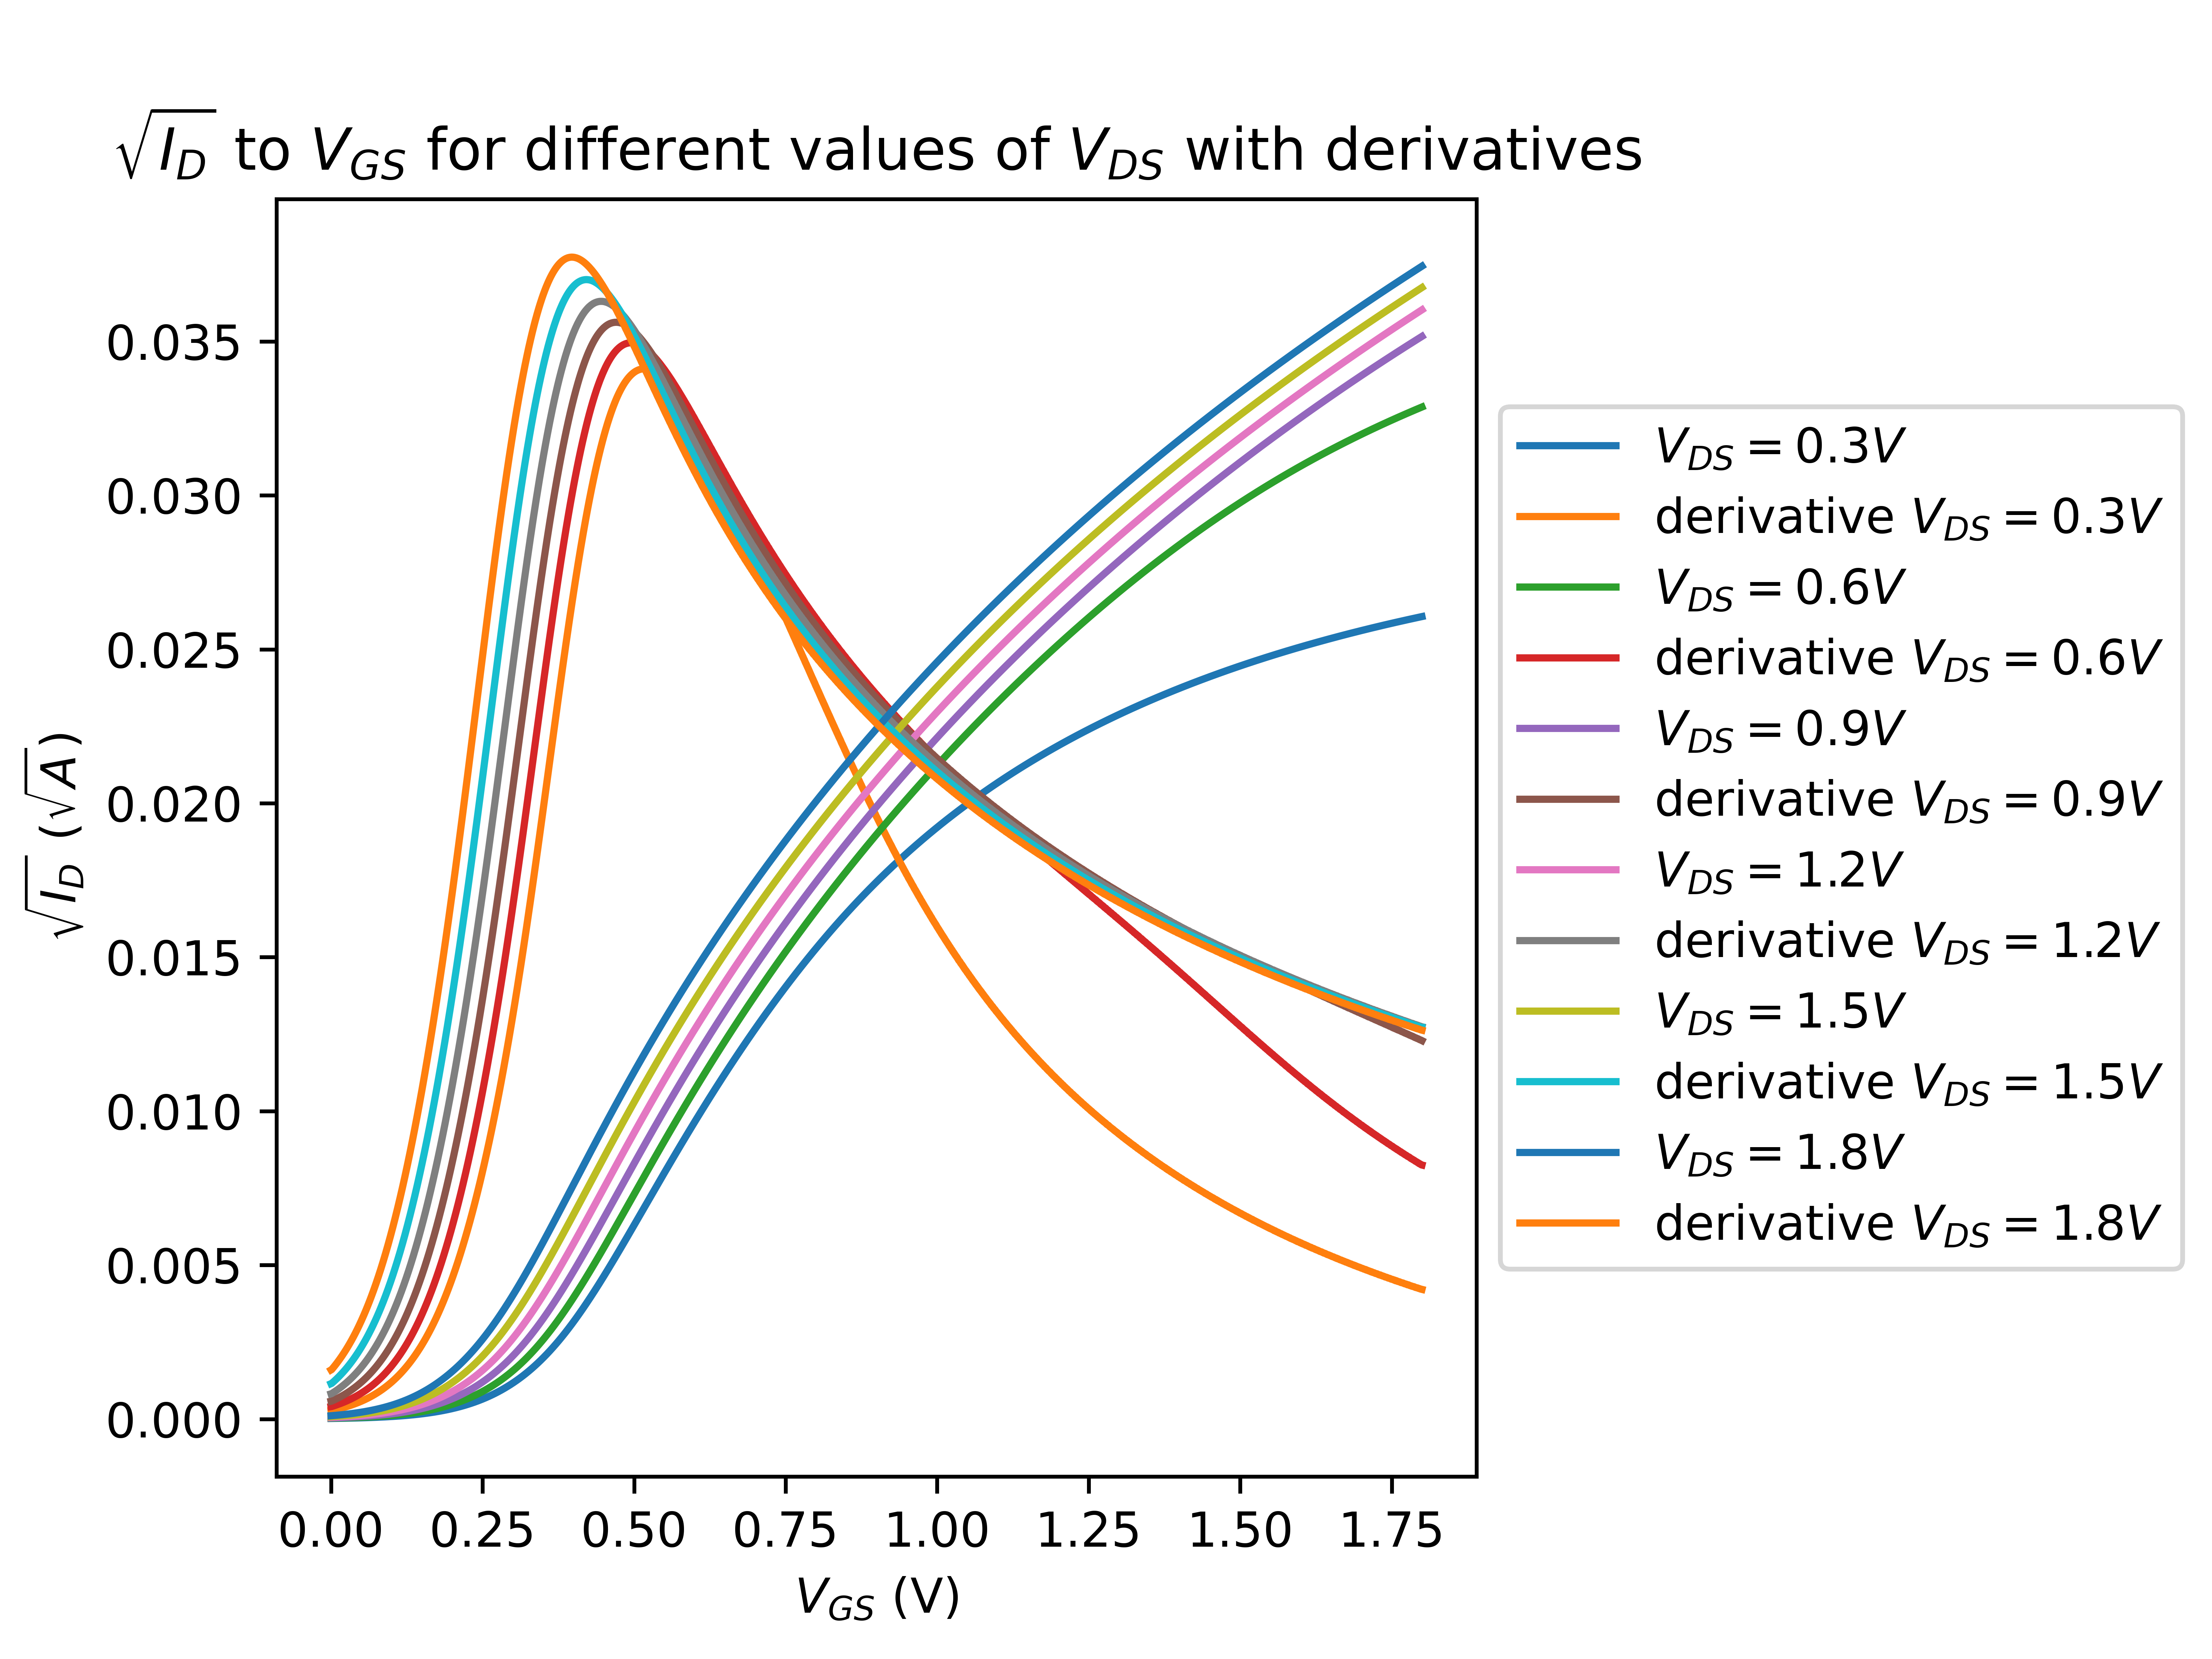 √I_D to V_GS for different values of V_DS with derivatives
0.035
0.030
0.025
0.020
0.015
0.010
0.005
0.000
√I_D (√A)
0.00 0.25 0.50 0.75 1.00 1.25 1.50 1.75
V_GS (V)
V_DS = 0.3V
derivative V_DS = 0.3V
V_DS = 0.6V
derivative V_DS = 0.6V
V_DS = 0.9V
derivative V_DS = 0.9V
V_DS = 1.2V
derivative V_DS = 1.2V
V_DS = 1.5V
derivative V_DS = 1.5V
V_DS = 1.8V
derivative V_DS = 1.8V